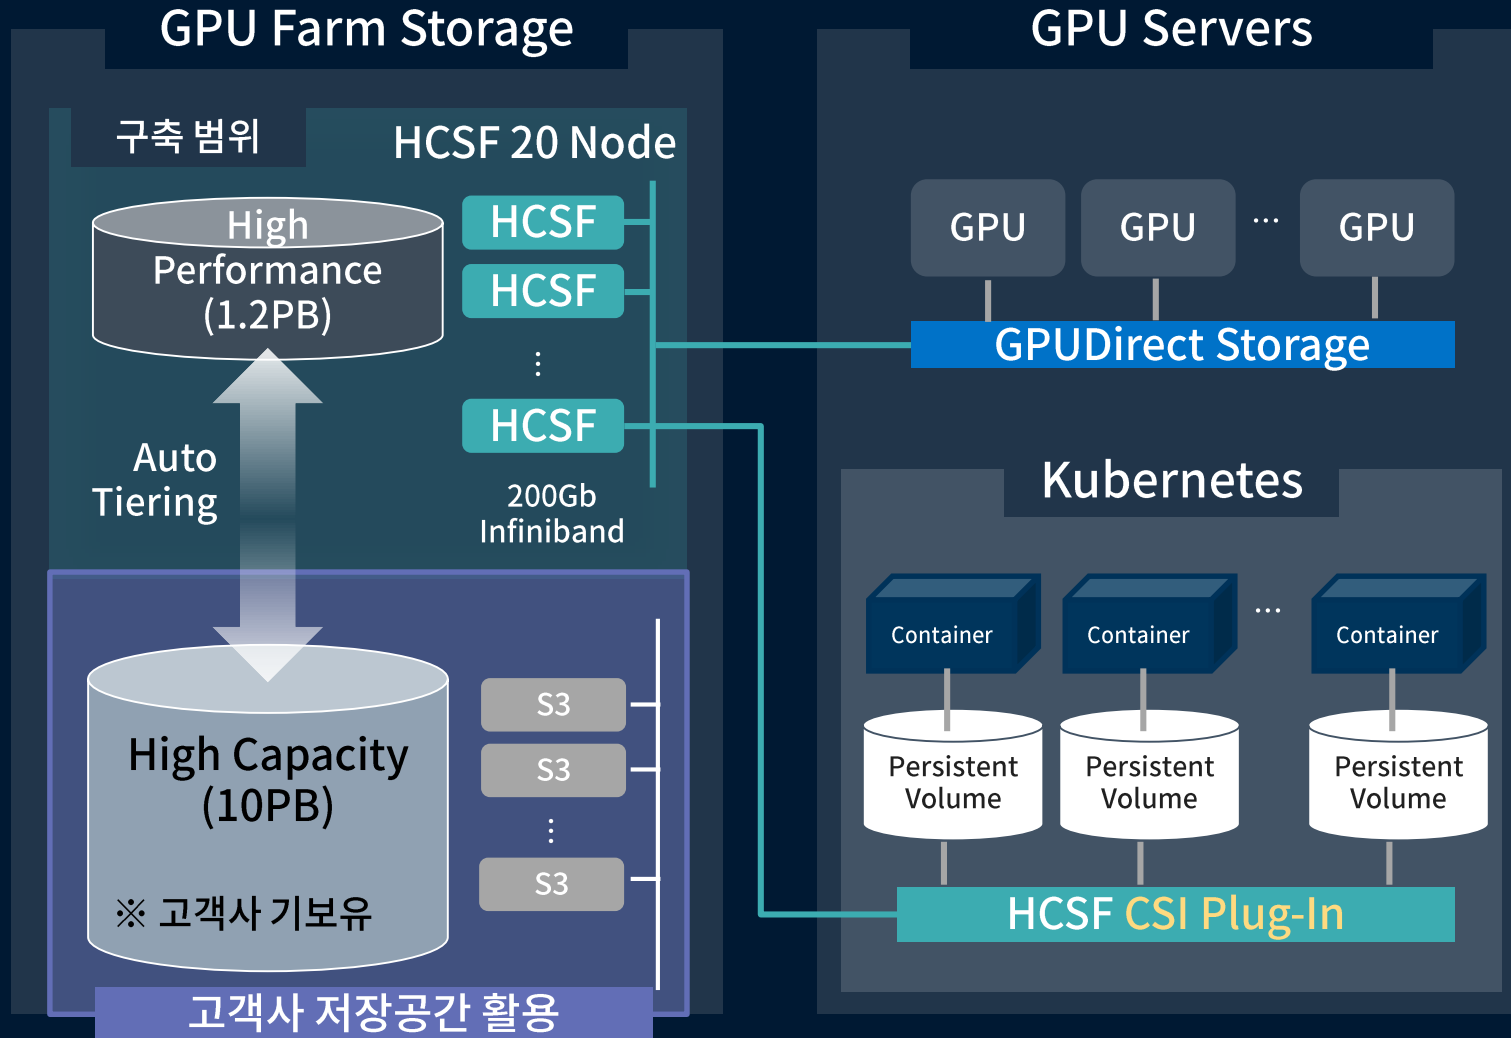 GPU Farm Storage
구축 범위
HCSF 20 Node
High
Performance
(1.2PB)
HCSF
HCSF
⋮
HCSF
Auto
Tiering
200Gb
Infiniband
High Capacity
(10PB)
※ 고객사 기보유
S3
S3
⋮
S3
고객사 저장공간 활용
GPU Servers
GPU
GPU
…
GPU
GPUDirect Storage
Kubernetes
Container
Container
…
Container
Persistent
Volume
Persistent
Volume
Persistent
Volume
HCSF CSI Plug-In